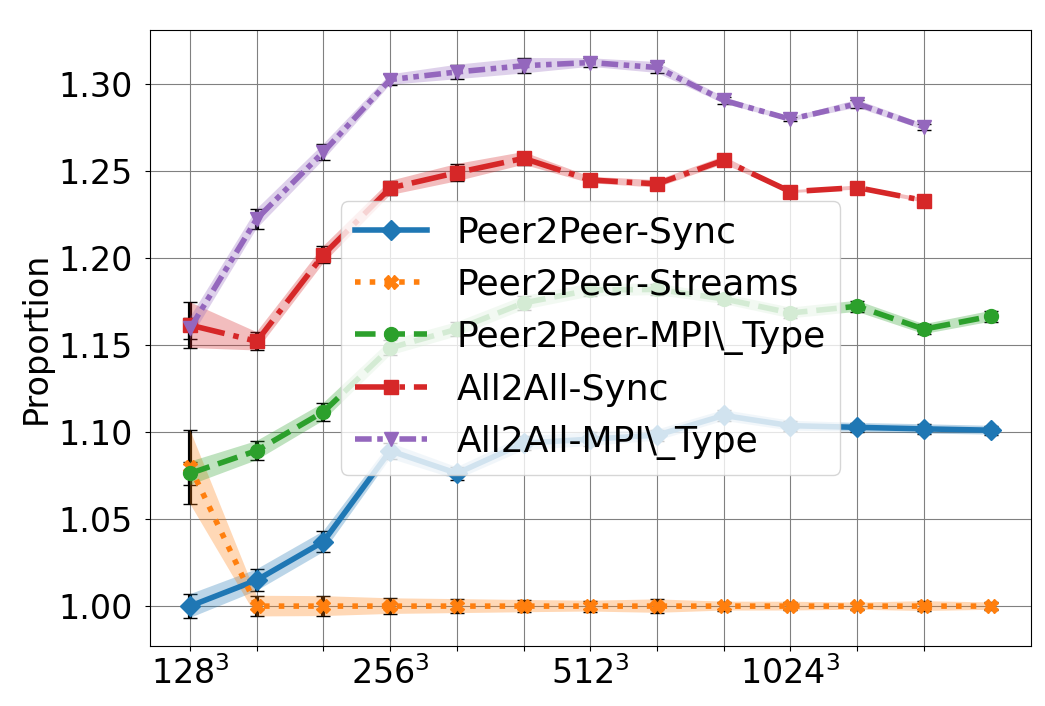 Proportion
1.30
1.25
1.20
1.15
1.10
1.05
1.00
Peer2Peer-Sync
Peer2Peer-Streams
Peer2Peer-MPI\_Type
All2All-Sync
All2All-MPI\_Type
128³ 256³ 512³ 1024³